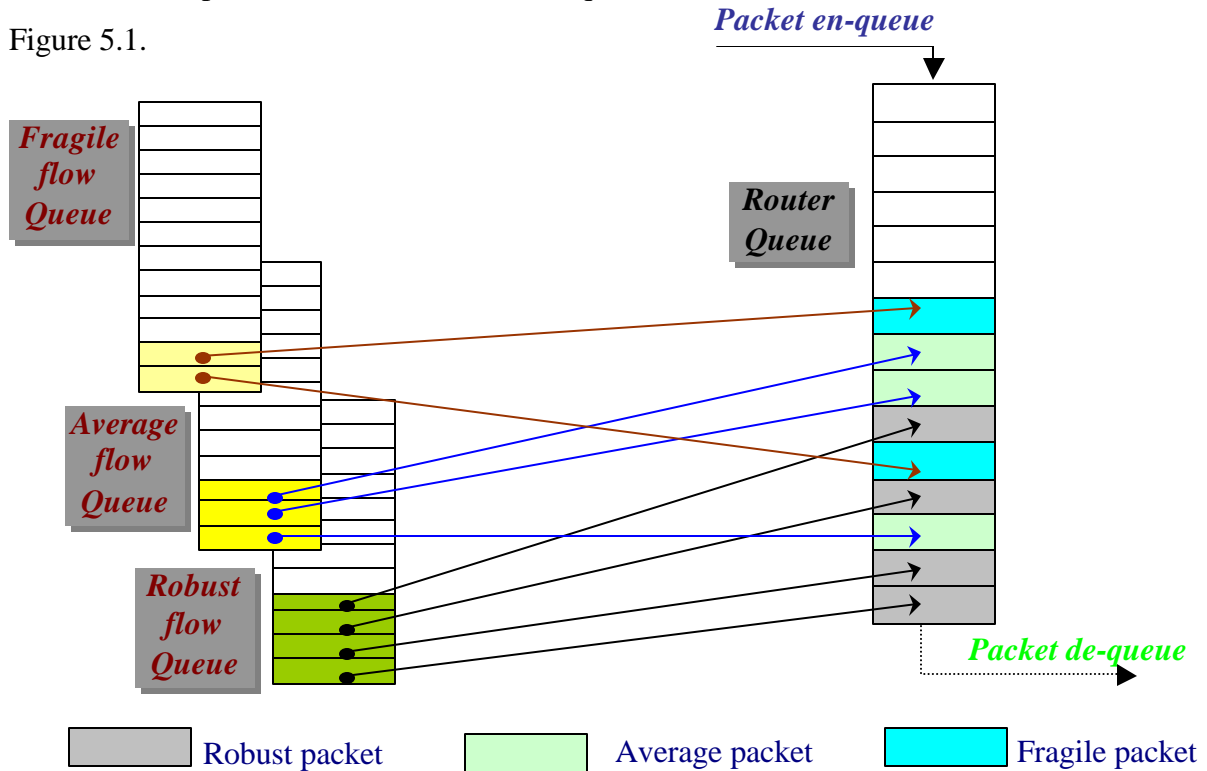 Figure 5.1.
Packet en-queue
Fragile
flow
Queue
Router
Queue
Average
flow
Queue
Robust
flow
Queue
Packet de-queue
Robust packet
Average packet
Fragile packet